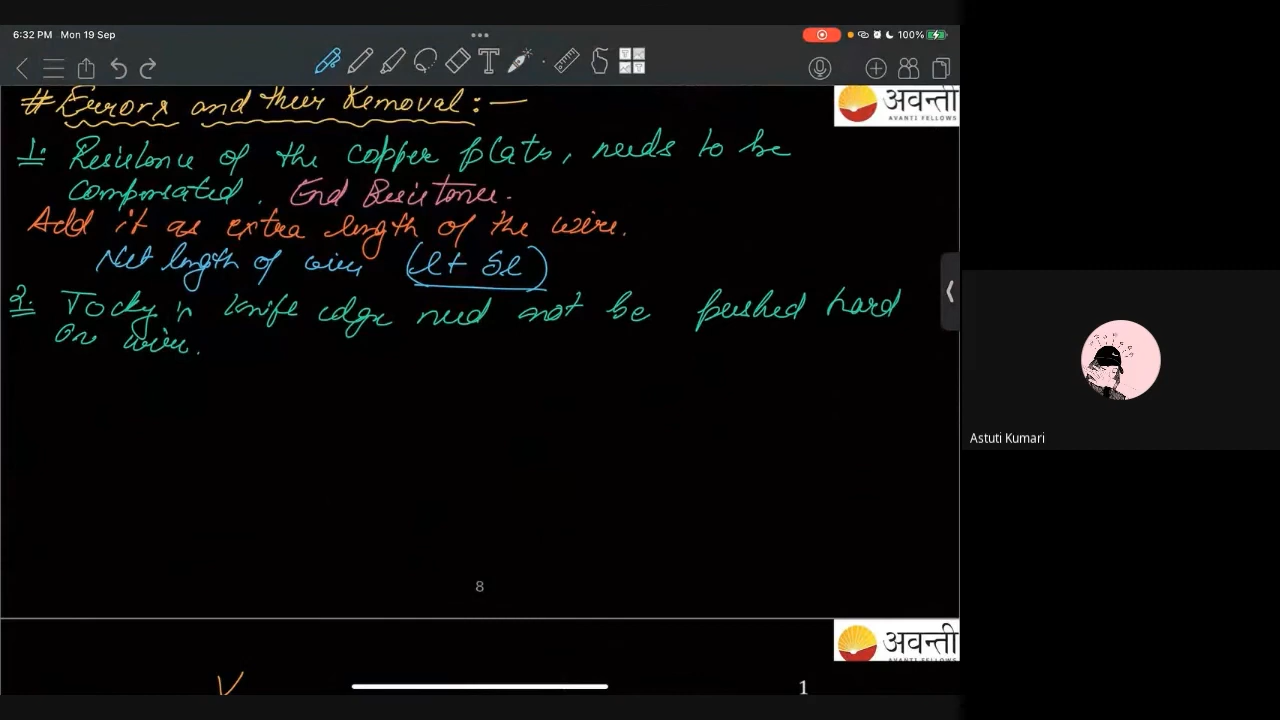 6:32 PM Mon 19 Sep
100%
# Errors and their Removal:—
अवन्ती
AVANTI FELLOWS
1. Resistance of the copper plates, needs to be
compensated. End Resistance.
Add it as extra length of the wire.
Net length of wire (l + δl)
2. Jockey's knife edge need not be pushed hard
on wire.
Astuti Kumari
8
अवन्ती
AVANTI FELLOWS
V
1